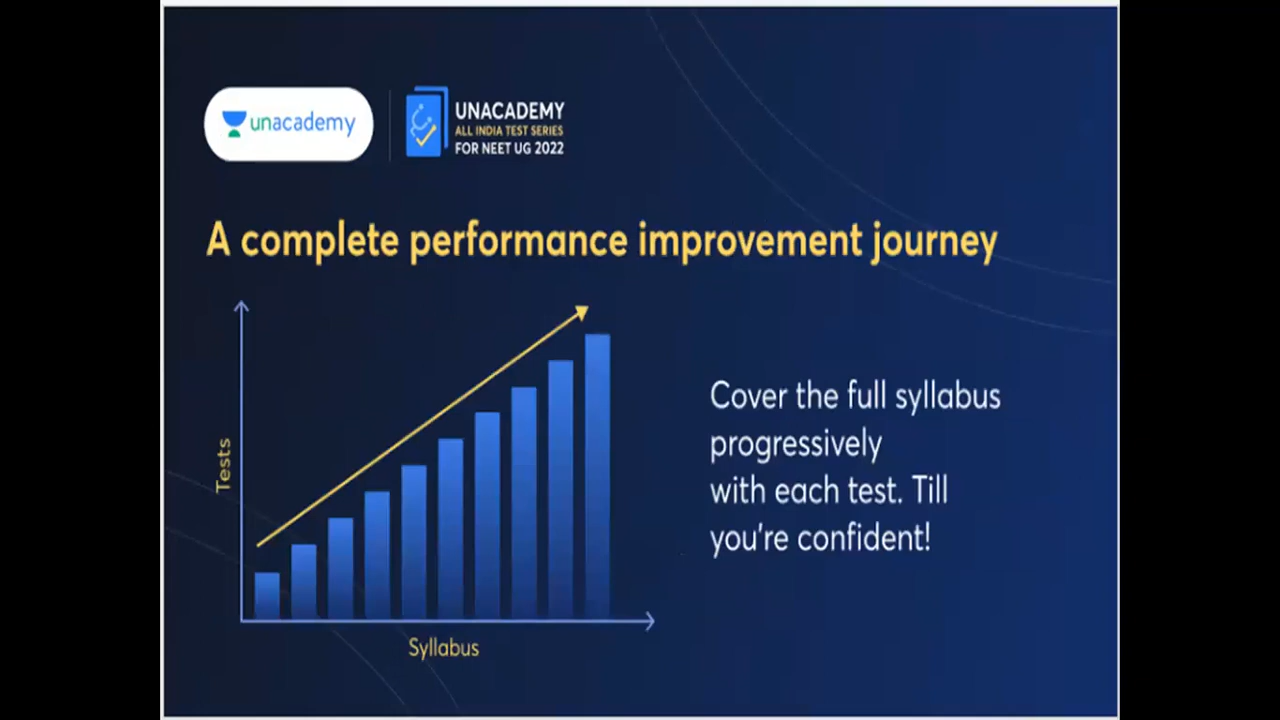 unacademy
UNACADEMY
ALL INDIA TEST SERIES
FOR NEET UG 2022
A complete performance improvement journey
Tests
Syllabus
Cover the full syllabus
progressively
with each test. Till
you're confident!